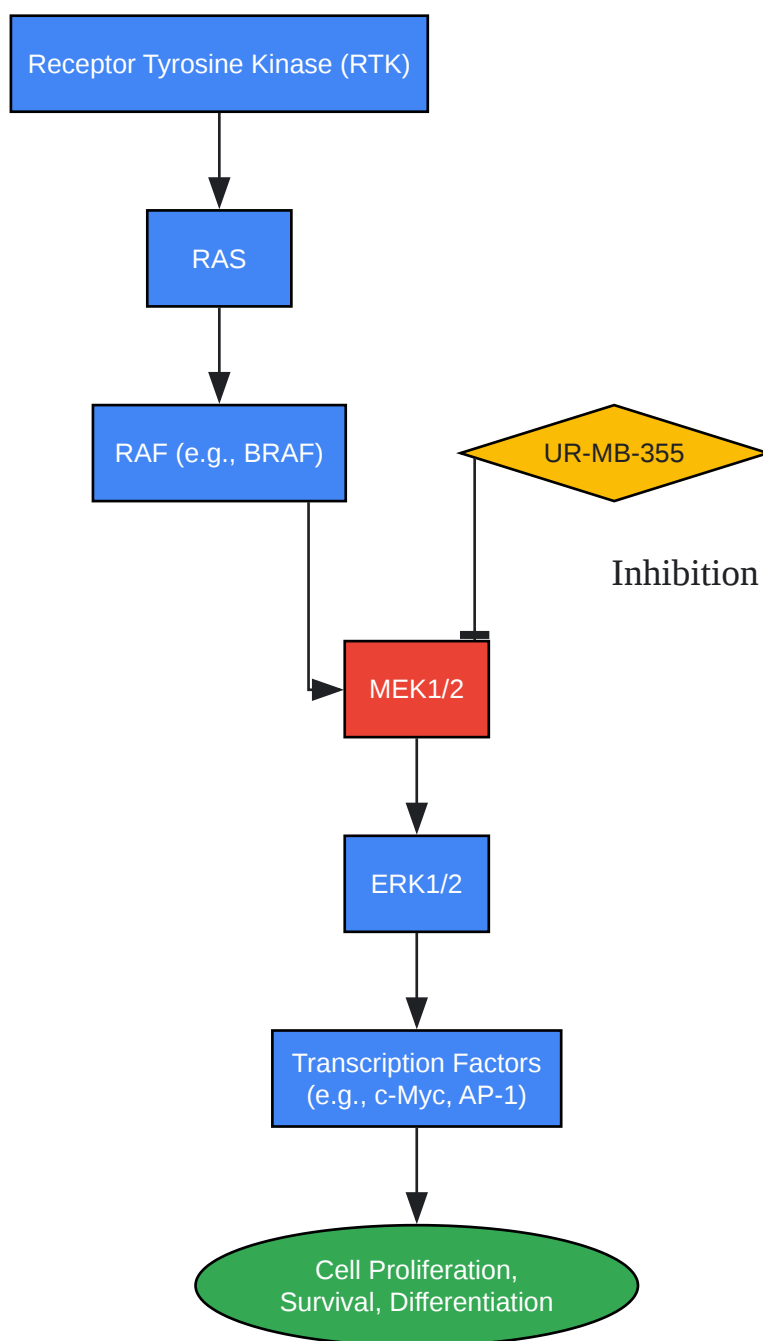 Receptor Tyrosine Kinase (RTK)
RAS
RAF (e.g., BRAF)
UR-MB-355
Inhibition
MEK1/2
ERK1/2
Transcription Factors
(e.g., c-Myc, AP-1)
Cell Proliferation,
Survival, Differentiation